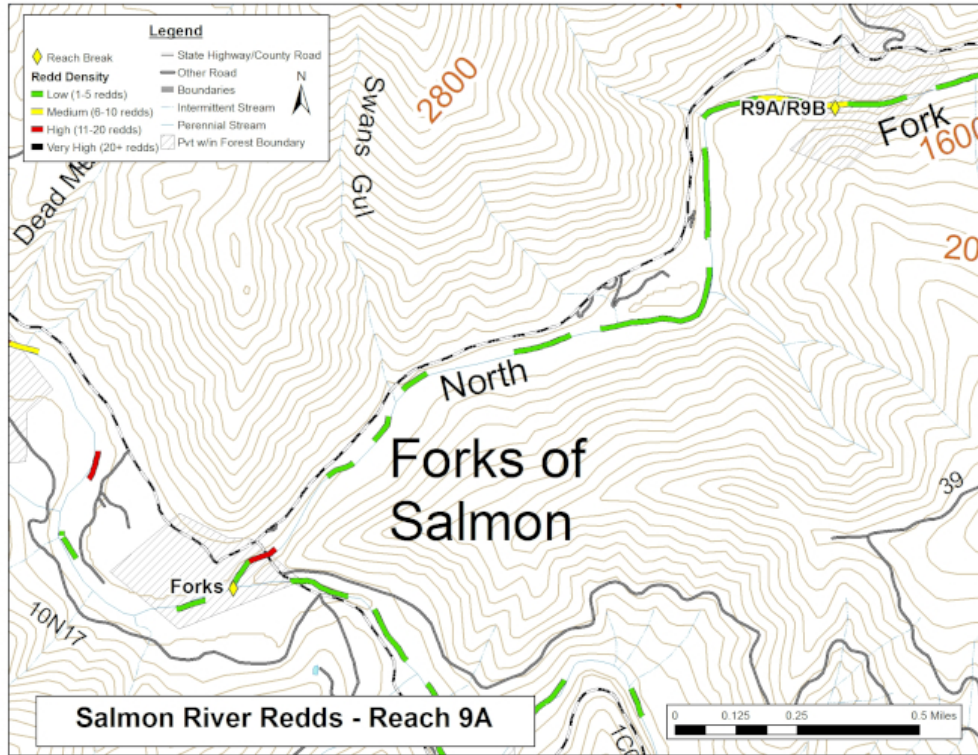 Legend
Reach Break
Redd Density
Low (1-5 redds)
Medium (6-10 redds)
High (11-20 redds)
Very High (20+ redds)
State Highway/County Road
Other Road
Boundaries
Intermittent Stream
Perennial Stream
Pvt w/in Forest Boundary
N
Dead
Swans Gul
2800
R9A/R9B
Fork
1600
20
North
Forks of
Salmon
39
Forks
10N17
Salmon River Redds - Reach 9A
0 0.125 0.25 0.5 Miles